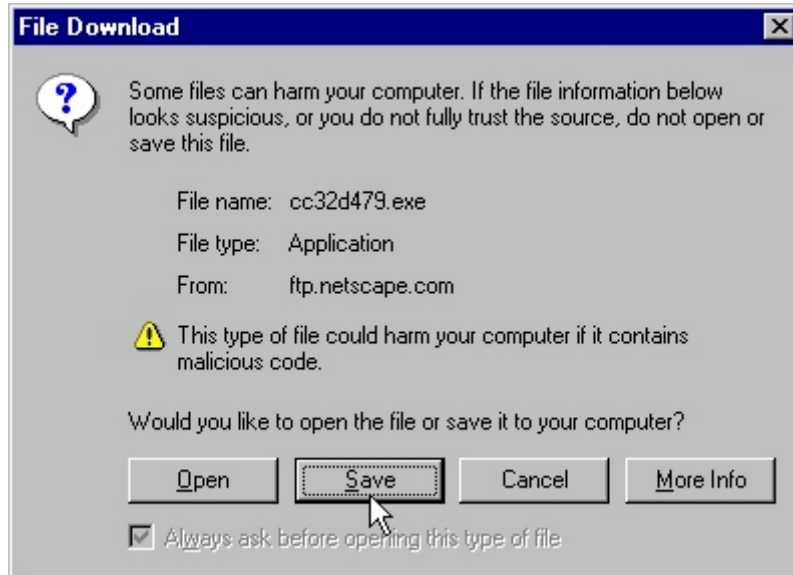 File Download
Some files can harm your computer. If the file information below
looks suspicious, or you do not fully trust the source, do not open or
save this file.
File name: cc32d479.exe
File type: Application
From: ftp.netscape.com
This type of file could harm your computer if it contains
malicious code.
Would you like to open the file or save it to your computer?
Open Save Cancel More Info
Always ask before opening this type of file